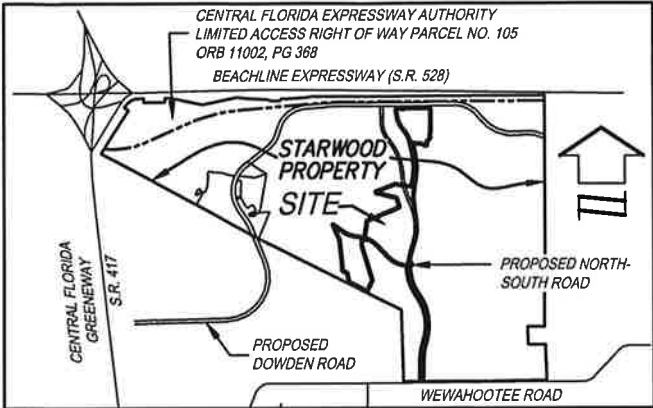 CENTRAL FLORIDA EXPRESSWAY AUTHORITY
LIMITED ACCESS RIGHT OF WAY PARCEL NO. 105
ORB 11002, PG 368
BEACHLINE EXPRESSWAY (S.R. 528)
STARWOOD
PROPERTY
SITE
PROPOSED NORTH-
SOUTH ROAD
CENTRAL FLORIDA
GREENEWAY
S.R. 417
PROPOSED
DOWDEN ROAD
WEWAHOOTEE ROAD